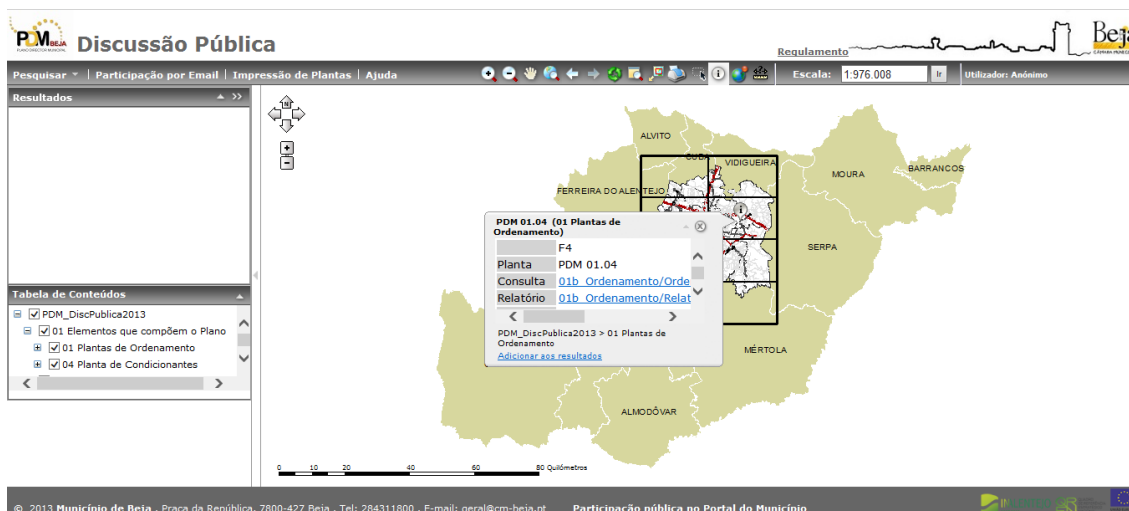 PDM BEJA
PLANO DIRECTOR MUNICIPAL
Discussão Pública
Regulamento
Beja
CÂMARA MUNICIPAL
Pesquisar | Participação por Email | Impressão de Plantas | Ajuda
Escala: 1:976.008 Ir Utilizador: Anónimo
Resultados
N
ALVITO
CUBA
VIDIGUEIRA
MOURA
BARRANCOS
FERREIRA DO ALENTEJO
SERPA
MÉRTOLA
ALMODÔVAR
PDM 01.04 (01 Plantas de
Ordenamento)
F4
Planta PDM 01.04
Consulta 01b_Ordenamento/Orde
Relatório 01b_Ordenamento/Relat
PDM_DiscPublica2013 > 01 Plantas de
Ordenamento
Adicionar aos resultados
Tabela de Conteúdos
PDM_DiscPublica2013
01 Elementos que compõem o Plano
01 Plantas de Ordenamento
04 Planta de Condicionantes
0 10 20 40 60 80 Quilómetros
© 2013 Município de Beja . Praça da República, 7800-427 Beja . Tel: 284311800 . E-mail: geral@cm-beja.pt Participação pública no Portal do Município